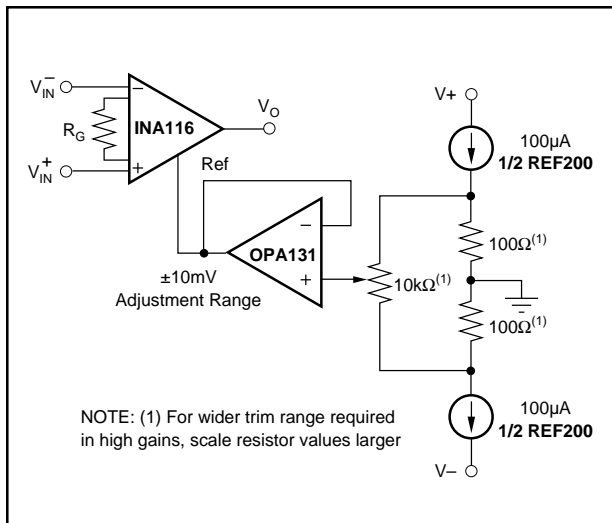 V−IN
RG
V+IN
−
INA116
+
VO
Ref
−
OPA131
+
±10mV
Adjustment Range
V+
100µA
1/2 REF200
100Ω(1)
10kΩ(1)
100Ω(1)
100µA
1/2 REF200
V–
NOTE: (1) For wider trim range required
in high gains, scale resistor values larger